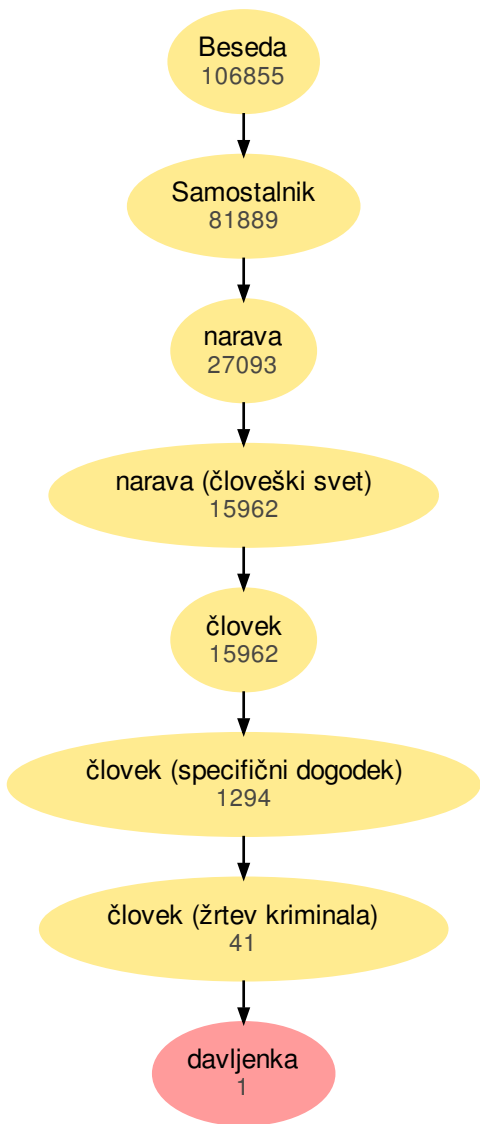 Beseda
106855
Samostalnik
81889
narava
27093
narava (človeški svet)
15962
človek
15962
človek (specifični dogodek)
1294
človek (žrtev kriminala)
41
davljenka
1